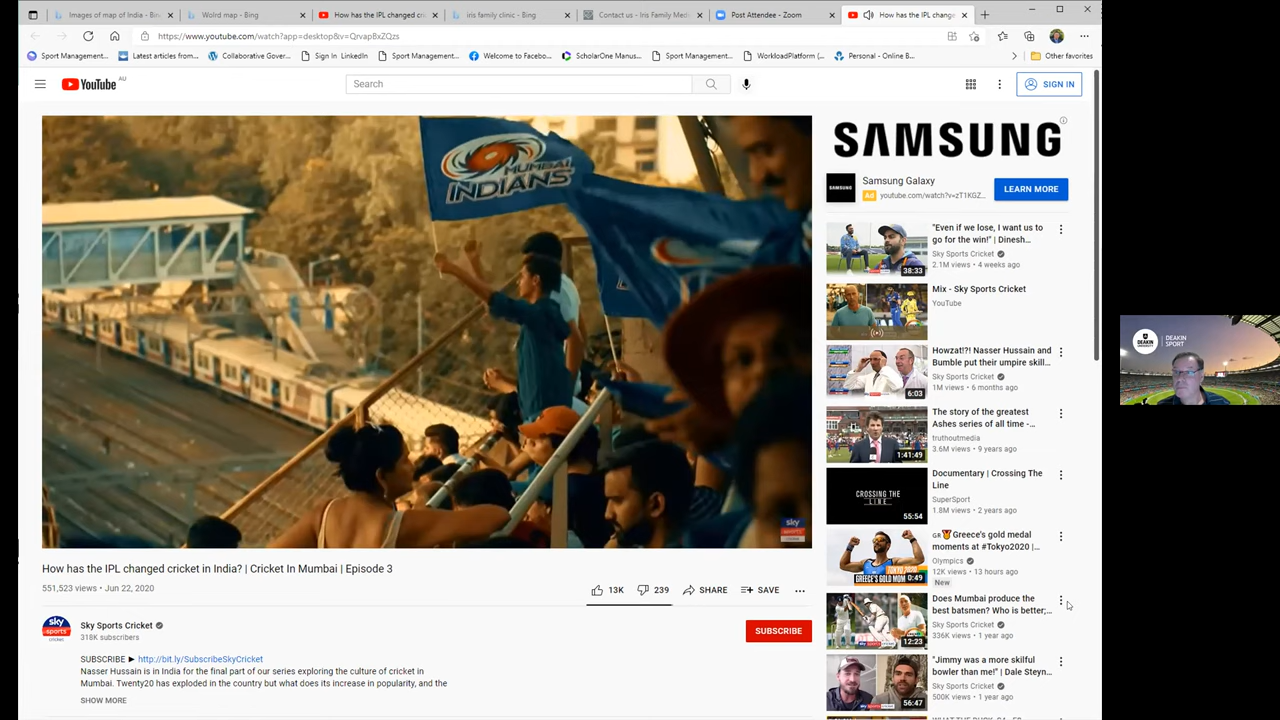 Images of map of India - Bin
Wolrd map - Bing
How has the IPL changed cri
iris family clinic - Bing
Contact us - Iris Family Medi
Post Attendee - Zoom
How has the IPL chang
https://www.youtube.com/watch?app=desktop&v=QrvapBxZQzs
Sport Management...
Latest articles from...
Collaborative Gover...
Sign In LinkedIn
Sport Management...
Welcome to Facebo...
ScholarOne Manus...
Sport Management...
WorkloadPlatform (...
Personal - Online B...
Other favorites
YouTube AU
Search
SIGN IN
MUMBAI
INDIANS
sky
sports
cricket
How has the IPL changed cricket in India? | Cricket In Mumbai | Episode 3
551,523 views • Jun 22, 2020
13K
239
SHARE
SAVE
sky
sports
cricket
Sky Sports Cricket
318K subscribers
SUBSCRIBE
SUBSCRIBE ► http://bit.ly/SubscribeSkyCricket
Nasser Hussain is in India for the final part of our series exploring the culture of cricket in
Mumbai. Twenty20 has exploded in the country but what does its increase in popularity, and the
SHOW MORE
SAMSUNG
SAMSUNG
Samsung Galaxy
Ad youtube.com/watch?v=zT1KGZ...
LEARN MORE
38:33
"Even if we lose, I want us to
go for the win!" | Dinesh...
Sky Sports Cricket
2.1M views • 4 weeks ago
Mix - Sky Sports Cricket
YouTube
6:03
Howzat!?! Nasser Hussain and
Bumble put their umpire skill...
Sky Sports Cricket
1M views • 6 months ago
1:41:49
The story of the greatest
Ashes series of all time -...
truthoutmedia
3.6M views • 9 years ago
CROSSING THE
LINE
55:54
Documentary | Crossing The
Line
SuperSport
1.8M views • 2 years ago
TOKYO 2020
GREECE'S GOLD MOM
0:49
GR🏅Greece's gold medal
moments at #Tokyo2020 |...
Olympics
12K views • 13 hours ago
New
12:23
Does Mumbai produce the
best batsmen? Who is better;...
Sky Sports Cricket
336K views • 1 year ago
56:47
"Jimmy was a more skilful
bowler than me!" | Dale Steyn...
Sky Sports Cricket
500K views • 1 year ago
DEAKIN
UNIVERSITY
DEAKIN
SPORT